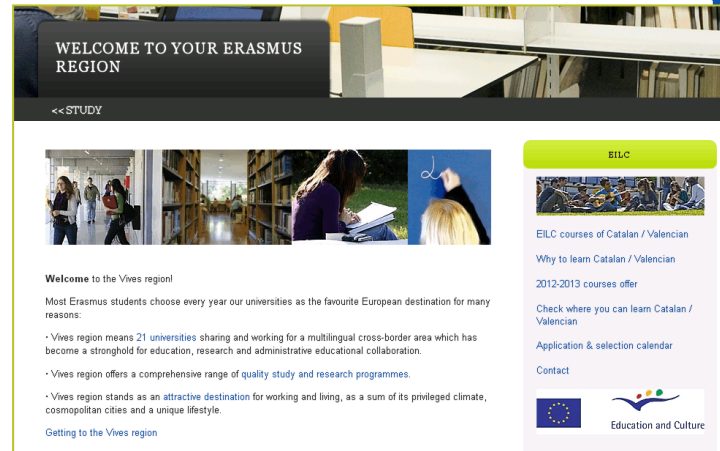 WELCOME TO YOUR ERASMUS
REGION
<<STUDY
Welcome to the Vives region!
Most Erasmus students choose every year our universities as the favourite European destination for many
reasons:
· Vives region means 21 universities sharing and working for a multilingual cross-border area which has
become a stronghold for education, research and administrative educational collaboration.
· Vives region offers a comprehensive range of quality study and research programmes.
· Vives region stands as an attractive destination for working and living, as a sum of its privileged climate,
cosmopolitan cities and a unique lifestyle.
Getting to the Vives region
EILC
EILC courses of Catalan / Valencian
Why to learn Catalan / Valencian
2012-2013 courses offer
Check where you can learn Catalan /
Valencian
Application & selection calendar
Contact
Education and Culture